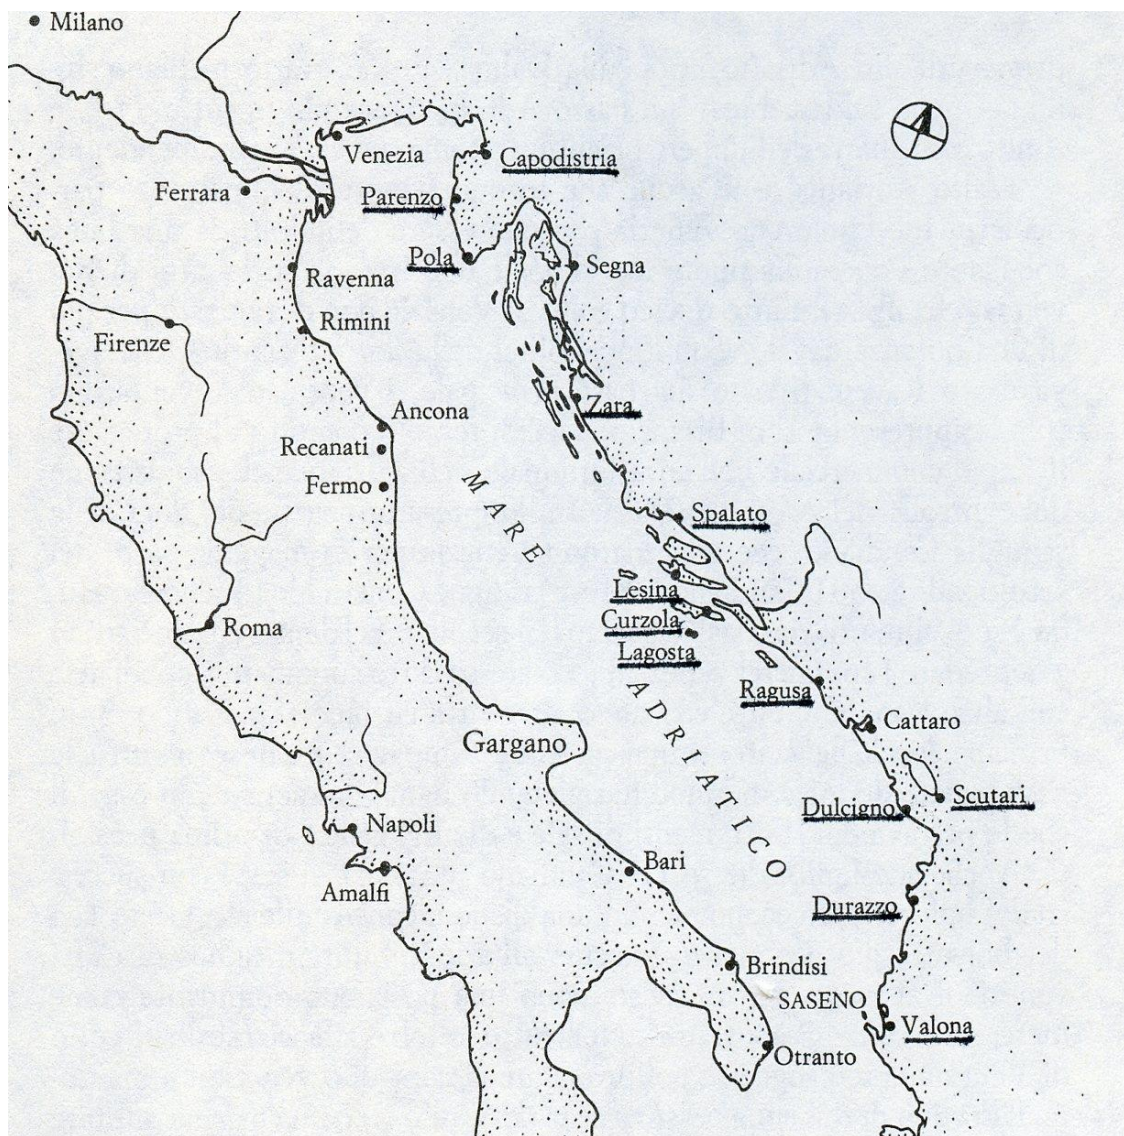 Milano
Venezia
Capodistria
Ferrara
Parenzo
Pola
Segna
Ravenna
Rimini
Firenze
Ancona
Zara
Recanati
Fermo
MARE
Spalato
Lesina
Curzola
Roma
Lagosta
ADRIATICO
Ragusa
Cattaro
Gargano
Scutari
Dulcigno
Napoli
Bari
Amalfi
Durazzo
Brindisi
SASENO
Valona
Otranto